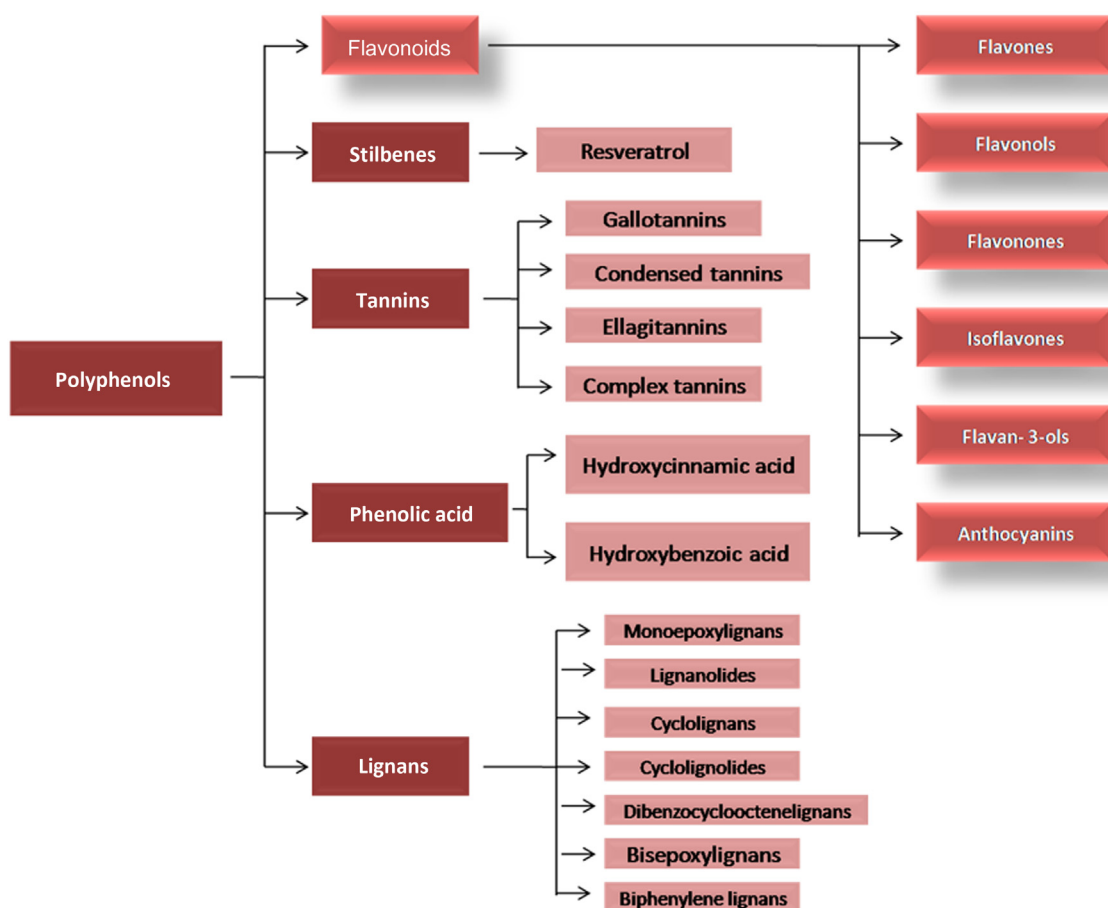 Flavonoids
Flavones
Stilbenes
Resveratrol
Flavonols
Tannins
Gallotannins
Condensed tannins
Ellagitannins
Complex tannins
Flavonones
Isoflavones
Polyphenols
Flavan- 3-ols
Phenolic acid
Hydroxycinnamic acid
Hydroxybenzoic acid
Anthocyanins
Lignans
Monoepoxylignans
Lignanolides
Cyclolignans
Cyclolignolides
Dibenzocyclooctenelignans
Bisepoxylignans
Biphenylene lignans